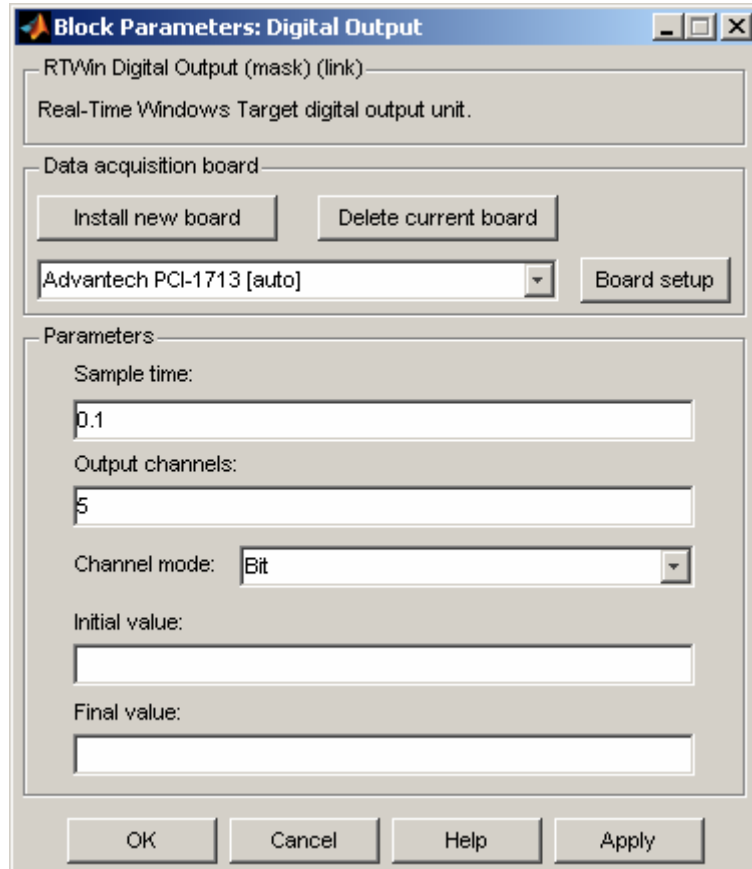 Block Parameters: Digital Output
RTWin Digital Output (mask) (link)
Real-Time Windows Target digital output unit.
Data acquisition board
Install new board Delete current board
Advantech PCI-1713 [auto] Board setup
Parameters
Sample time:
0.1
Output channels:
5
Channel mode: Bit
Initial value:
Final value:
OK Cancel Help Apply